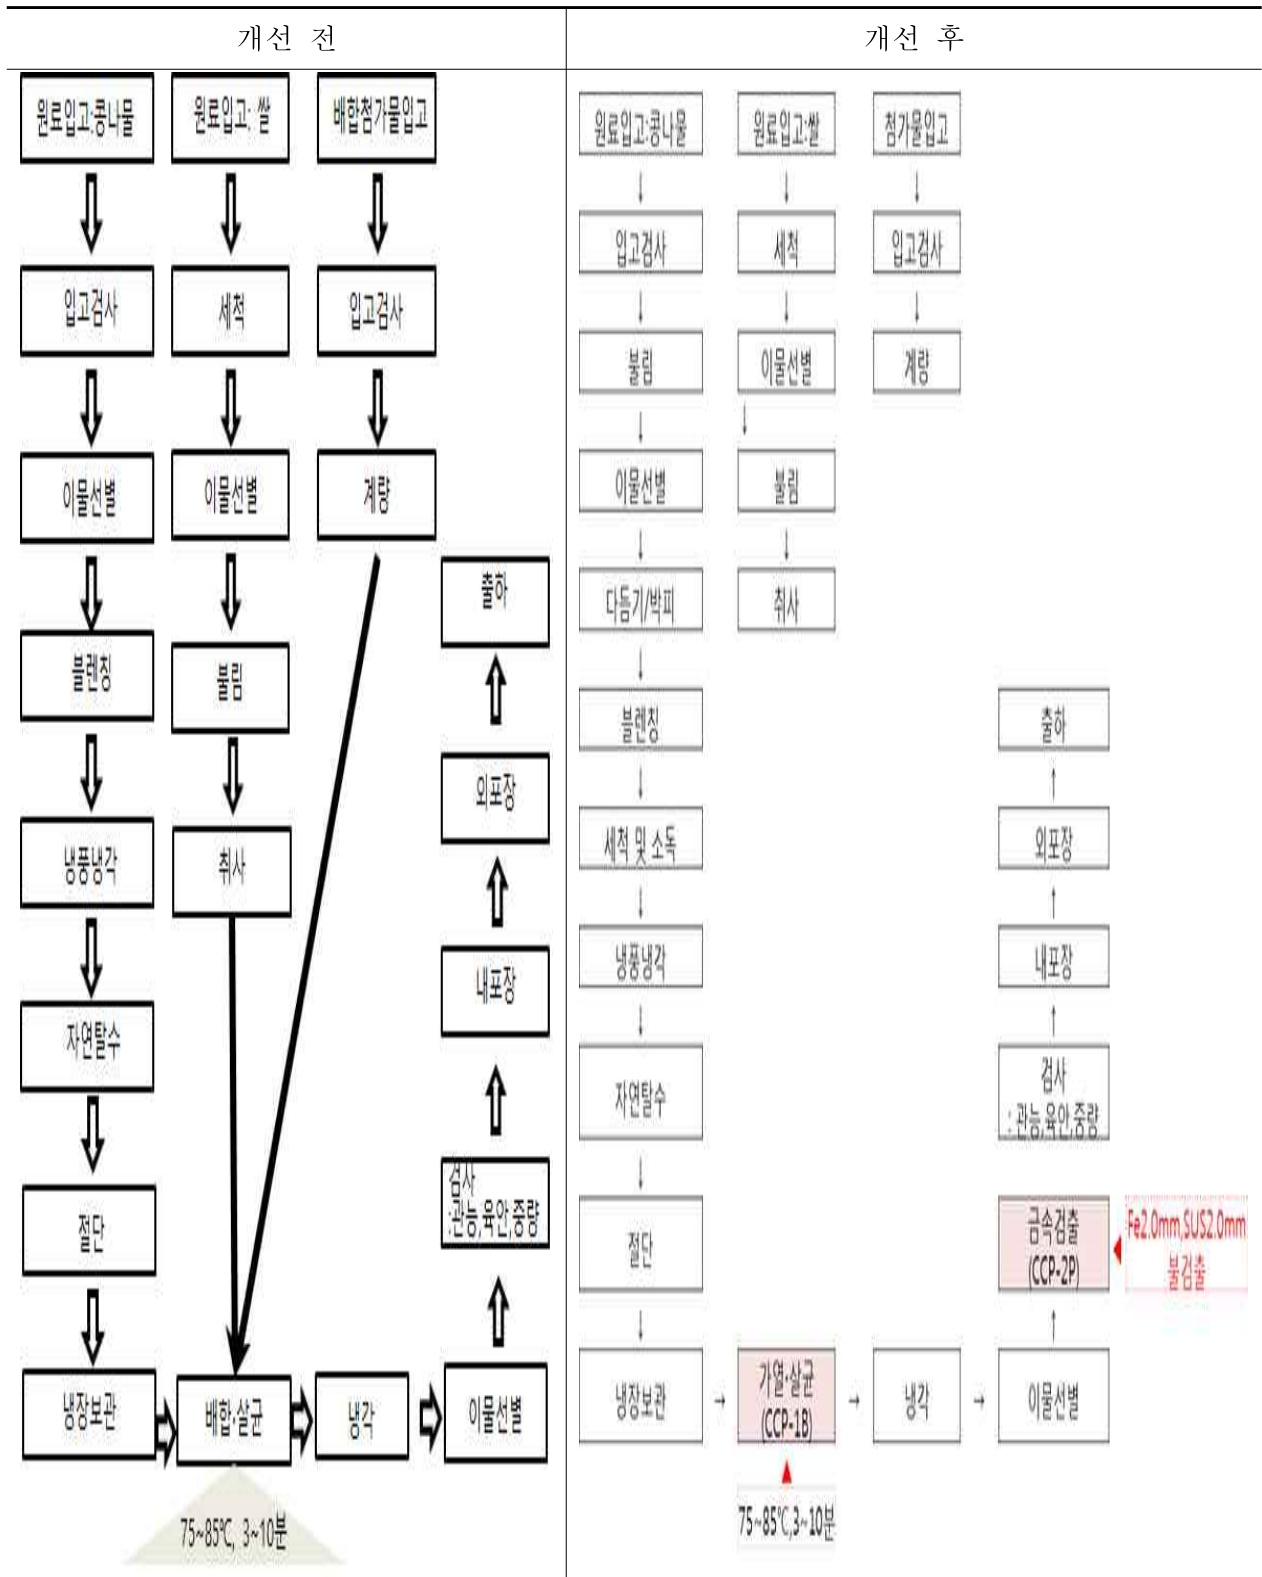 개선 전
개선 후
원료입고:콩나물
원료입고: 쌀
배합첨가물입고
입고검사
세척
입고검사
이물선별
이물선별
계량
블렌칭
불림
냉풍냉각
취사
자연탈수
절단
냉장보관
배합·살균
냉각
이물선별
75~85℃, 3~10분
출하
외포장
내포장
검사
:관능,육안,중량
원료입고:콩나물
원료입고:쌀
첨가물입고
입고검사
세척
입고검사
불림
이물선별
계량
이물선별
불림
다듬기/박피
취사
블렌칭
세척 및 소독
냉풍냉각
자연탈수
절단
냉장보관
가열·살균
(CCP-1B)
냉각
이물선별
75~85℃,3~10분
출하
외포장
내포장
검사
: 관능,육안,중량
금속검출
(CCP-2P)
Fe2.0mm,SUS2.0mm
불검출